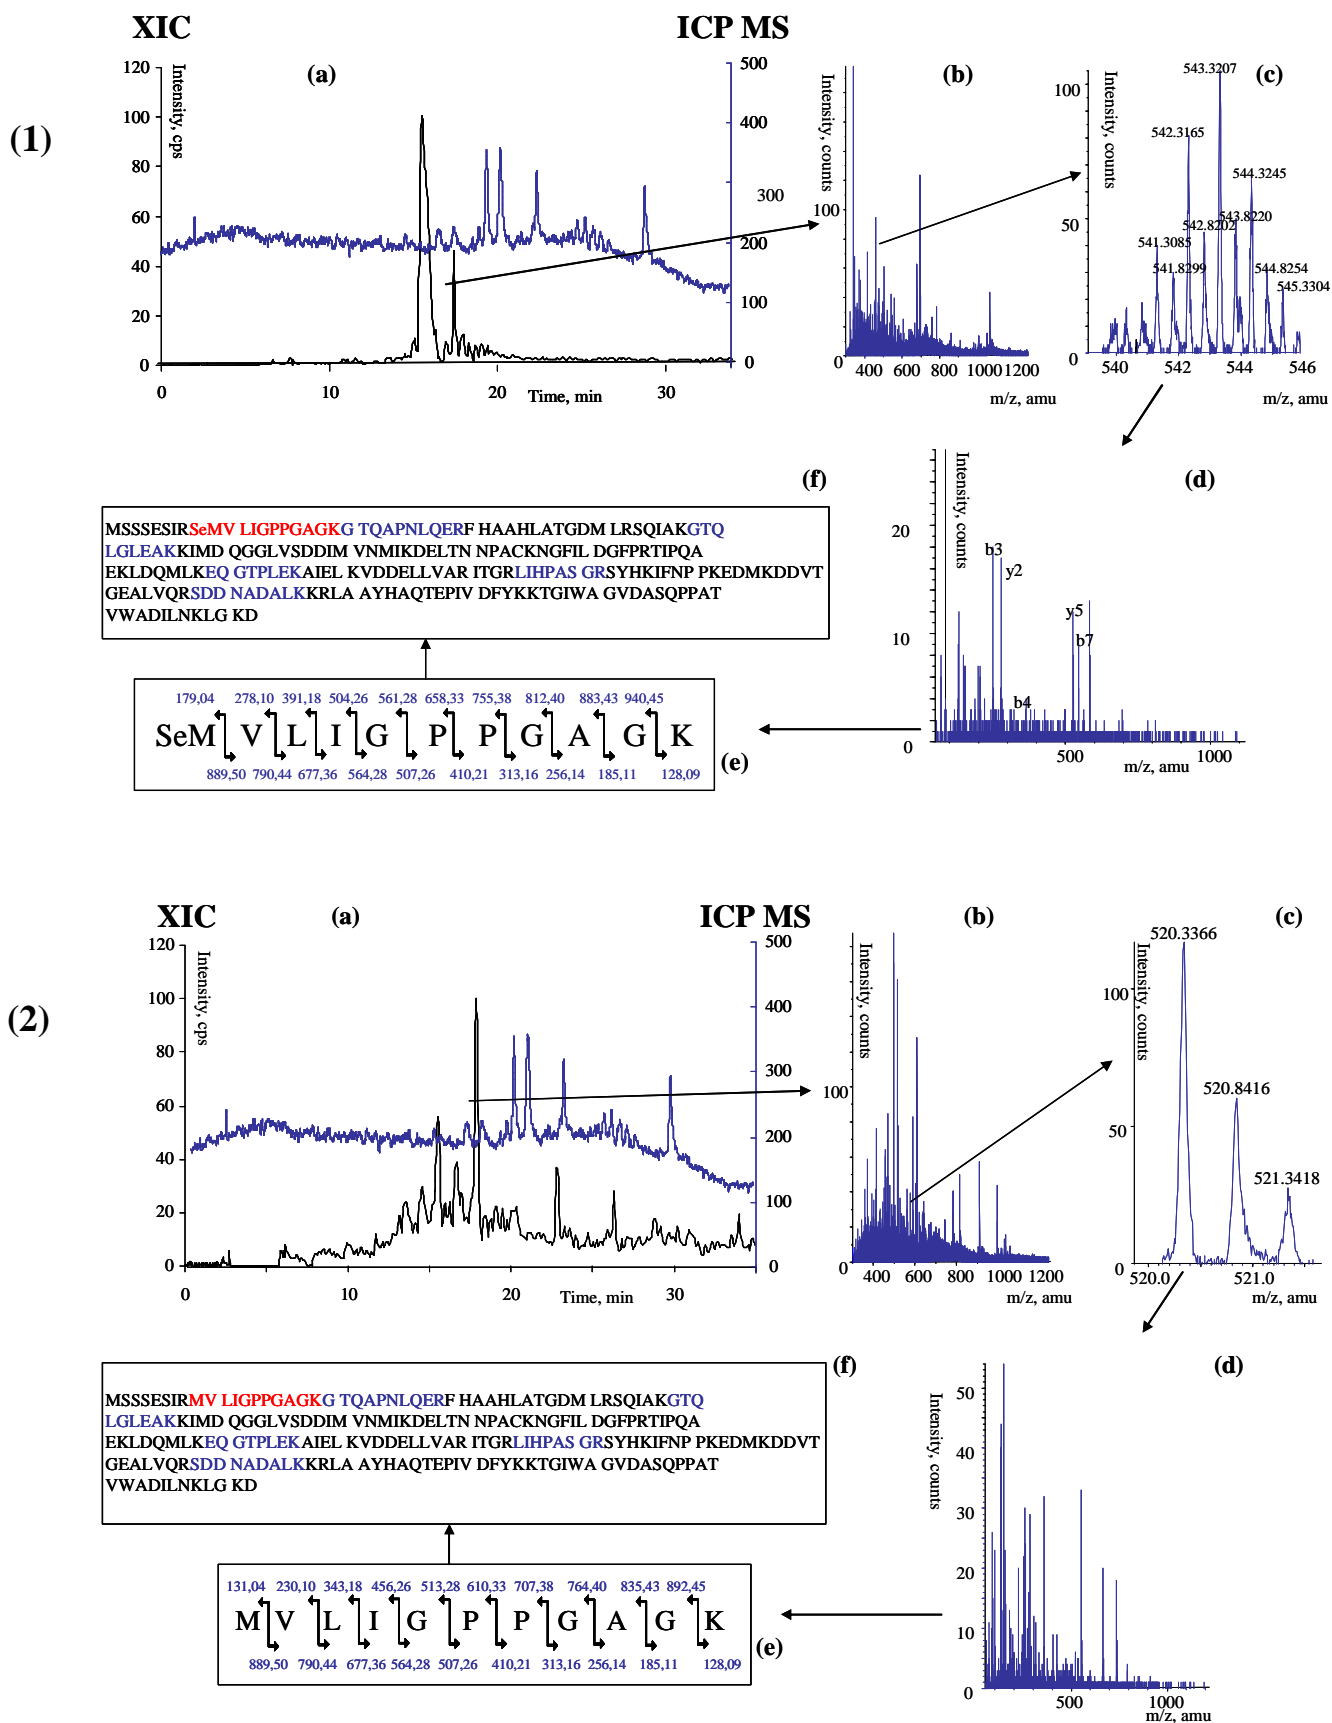 XIC
ICP MS
(1)
(a)
Intensity, cps
120
100
80
60
40
20
0
500
400
300
200
100
0
0
10
20
30
Time, min
(b)
Intensity, counts
100
0
400 600 800 1000 1200
m/z, amu
(c)
Intensity, counts
100
50
0
543.3207
542.3165
544.3245
543.8220
542.8202
541.3085
541.8299
544.8254
545.3304
540 542 544 546
m/z, amu
(d)
Intensity, counts
20
10
0
b3
y2
y5
b7
b4
500
1000
m/z, amu
(f)
MSSSESIRSeMV LIGPPGAGKG TQAPNLQERF HAAHLATGDM LRSQIAKGTQ
LGLEAKKIMD QGGLVSDDIM VNMIKDELTN NPACKNGFIL DGFPRTIPQA
EKLDQMLKEQ GTPLEKAIEL KVDDELLVAR ITGRLIHPAS GRSYHKIFNP PKEDMKDDVT
GEALVQRSDD NADALKKRLA AYHAQTEPIV DFYKKTGIWA GVDASQPPAT
VWADILNKLG KD
179,04 278,10 391,18 504,26 561,28 658,33 755,38 812,40 883,43 940,45
SeM V L I G P P G A G K
889,50 790,44 677,36 564,28 507,26 410,21 313,16 256,14 185,11 128,09
(e)
XIC
ICP MS
(2)
(a)
Intensity, cps
120
100
80
60
40
20
0
500
400
300
200
100
0
0
10
20
30
Time, min
(b)
Intensity, counts
100
0
400 600 800 1000 1200
m/z, amu
(c)
Intensity, counts
100
50
0
520.3366
520.8416
521.3418
520.0
521.0
m/z, amu
(d)
Intensity, counts
50
40
30
20
10
0
500
1000
m/z, amu
(f)
MSSSESIRMV LIGPPGAGKG TQAPNLQERF HAAHLATGDM LRSQIAKGTQ
LGLEAKKIMD QGGLVSDDIM VNMIKDELTN NPACKNGFIL DGFPRTIPQA
EKLDQMLKEQ GTPLEKAIEL KVDDELLVAR ITGRLIHPAS GRSYHKIFNP PKEDMKDDVT
GEALVQRSDD NADALKKRLA AYHAQTEPIV DFYKKTGIWA GVDASQPPAT
VWADILNKLG KD
131,04 230,10 343,18 456,26 513,28 610,33 707,38 764,40 835,43 892,45
M V L I G P P G A G K
889,50 790,44 677,36 564,28 507,26 410,21 313,16 256,14 185,11 128,09
(e)